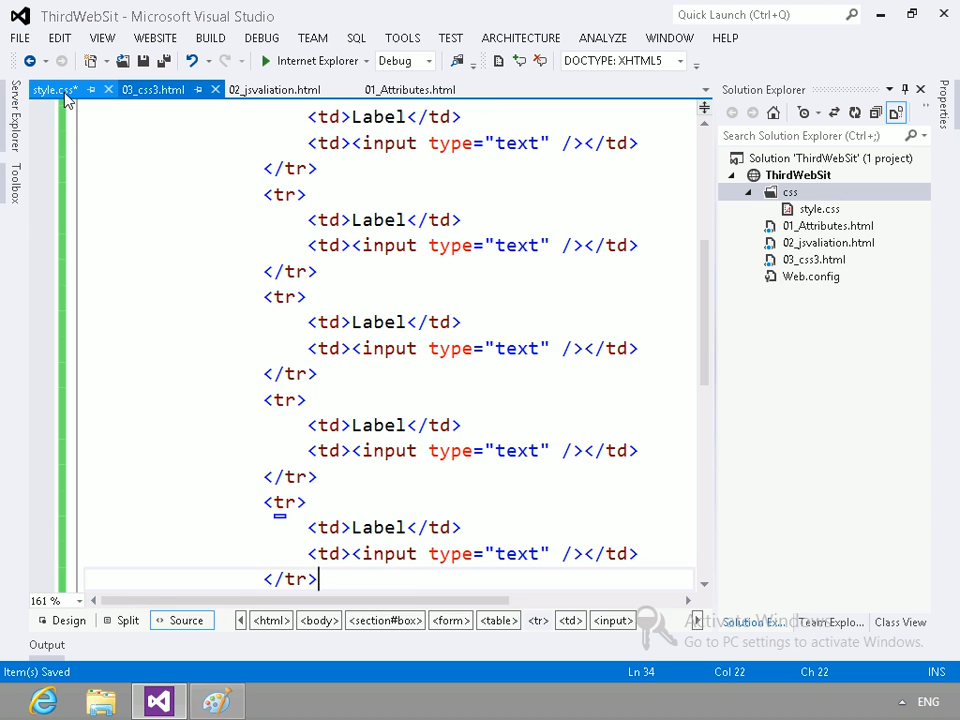 ThirdWebSit - Microsoft Visual Studio
Quick Launch (Ctrl+Q)
FILE EDIT VIEW WEBSITE BUILD DEBUG TEAM SQL TOOLS TEST ARCHITECTURE ANALYZE WINDOW HELP
Internet Explorer Debug DOCTYPE: XHTML5
style.css* 03_css3.html 02_jsvaliation.html 01_Attributes.html
Server Explorer
Toolbox
<td>Label</td>
<td><input type="text" /></td>
</tr>
<tr>
<td>Label</td>
<td><input type="text" /></td>
</tr>
<tr>
<td>Label</td>
<td><input type="text" /></td>
</tr>
<tr>
<td>Label</td>
<td><input type="text" /></td>
</tr>
<tr>
<td>Label</td>
<td><input type="text" /></td>
</tr>
161 %
Design Split Source <html> <body> <section#box> <form> <table> <tr> <td> <input>
Solution Explorer
Search Solution Explorer (Ctrl+;)
Solution 'ThirdWebSit' (1 project)
ThirdWebSit
css
style.css
01_Attributes.html
02_jsvaliation.html
03_css3.html
Web.config
Properties
Solution Ex... Team Explo... Class View
Activate Windows
Go to PC settings to activate Windows.
Output
Item(s) Saved Ln 34 Col 22 Ch 22 INS
ENG